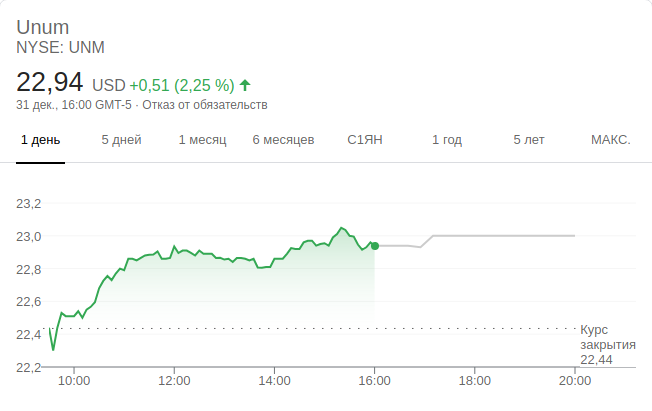 Unum
NYSE: UNM
22,94 USD +0,51 (2,25 %)
31 дек., 16:00 GMT-5 · Отказ от обязательств
1 день 5 дней 1 месяц 6 месяцев С1ЯН 1 год 5 лет МАКС.
23,2
23,0
22,8
22,6
22,4
22,2
Курс
закрытия
22,44
10:00 12:00 14:00 16:00 18:00 20:00